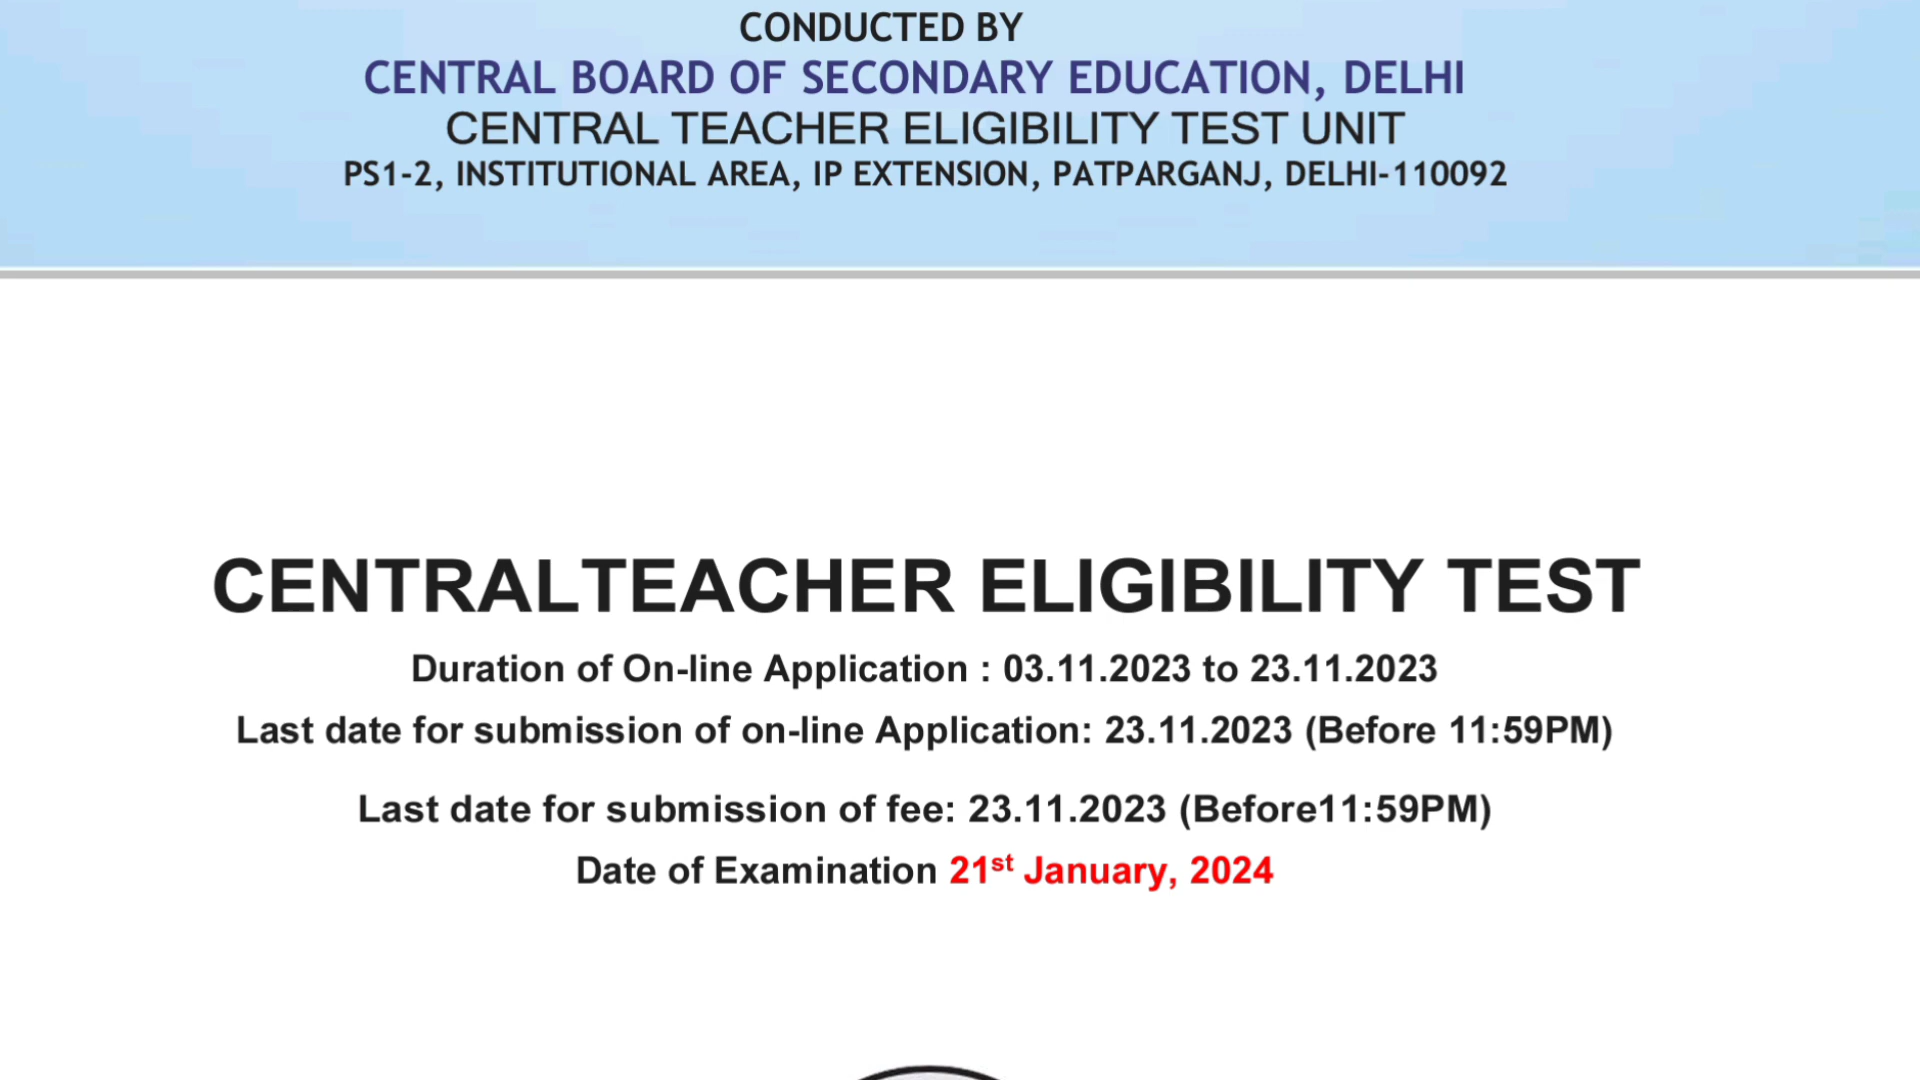 CONDUCTED BY
CENTRAL BOARD OF SECONDARY EDUCATION, DELHI
CENTRAL TEACHER ELIGIBILITY TEST UNIT
PS1-2, INSTITUTIONAL AREA, IP EXTENSION, PATPARGANJ, DELHI-110092
CENTRALTEACHER ELIGIBILITY TEST
Duration of On-line Application : 03.11.2023 to 23.11.2023
Last date for submission of on-line Application: 23.11.2023 (Before 11:59PM)
Last date for submission of fee: 23.11.2023 (Before11:59PM)
Date of Examination 21st January, 2024